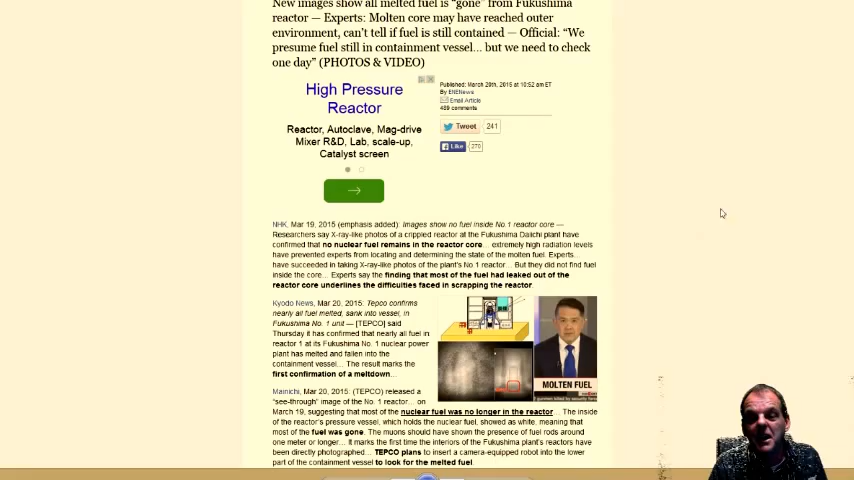 New images show all melted fuel is “gone” from Fukushima
reactor — Experts: Molten core may have reached outer
environment, can’t tell if fuel is still contained — Official: “We
presume fuel still in containment vessel... but we need to check
one day” (PHOTOS & VIDEO)
High Pressure
Reactor
Reactor, Autoclave, Mag-drive
Mixer R&D, Lab, scale-up,
Catalyst screen
Published: March 20th, 2015 at 10:52 am ET
By ENENews
Email Article
489 comments
Tweet 241
Like 270
NHK, Mar 19, 2015 (emphasis added): Images show no fuel inside No.1 reactor core —
Researchers say X-ray-like photos of a crippled reactor at the Fukushima Daiichi plant have
confirmed that no nuclear fuel remains in the reactor core... extremely high radiation levels
have prevented experts from locating and determining the state of the molten fuel. Experts...
have succeeded in taking X-ray-like photos of the plant's No.1 reactor... But they did not find fuel
inside the core... Experts say the finding that most of the fuel had leaked out of the
reactor core underlines the difficulties faced in scrapping the reactor.
Kyodo News, Mar 20, 2015: Tepco confirms
nearly all fuel melted, sank into vessel, in
Fukushima No. 1 unit — [TEPCO] said
Thursday it has confirmed that nearly all fuel in
reactor 1 at its Fukushima No. 1 nuclear power
plant has melted and fallen into the
containment vessel... The result marks the
first confirmation of a meltdown...
MOLTEN FUEL
Mainichi, Mar 20, 2015: (TEPCO) released a
"see-through" image of the No. 1 reactor... on
March 19, suggesting that most of the nuclear fuel was no longer in the reactor... The inside
of the reactor's pressure vessel, which holds the nuclear fuel, showed as white, meaning that
most of the fuel was gone. The muons should have shown the presence of fuel rods around
one meter or longer... It marks the first time the interiors of the Fukushima plant's reactors have
been directly photographed... TEPCO plans to insert a camera-equipped robot into the lower
part of the containment vessel to look for the melted fuel.